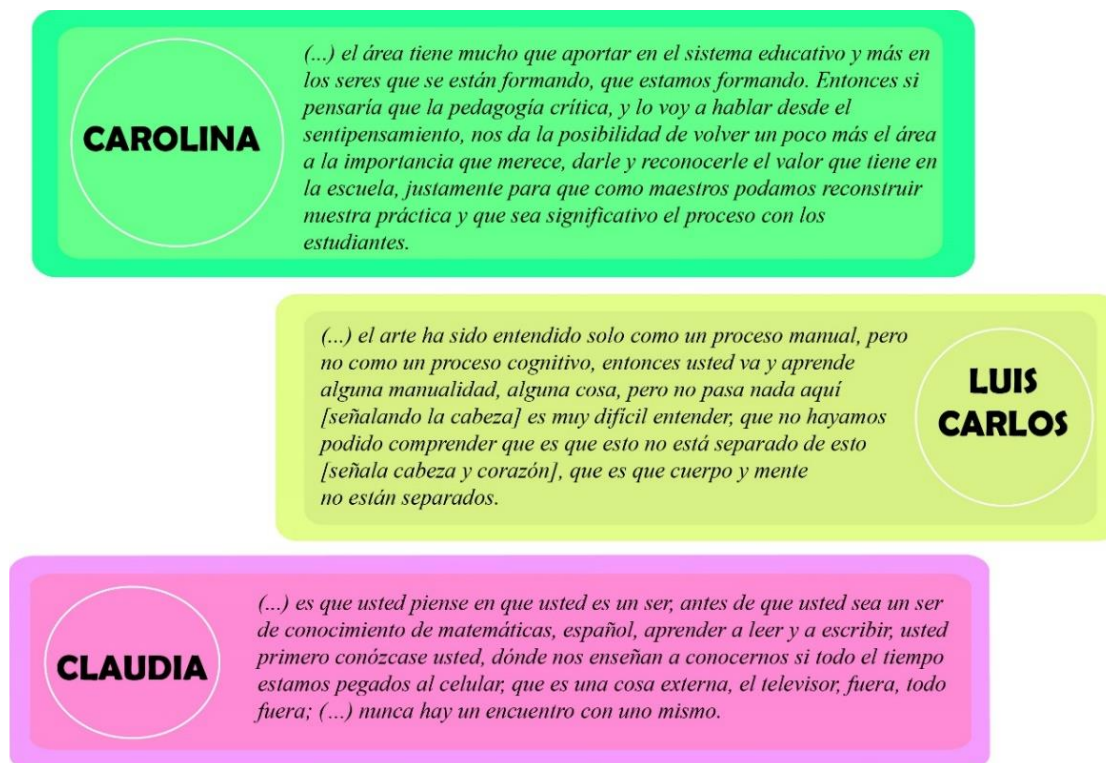 CAROLINA
(...) el área tiene mucho que aportar en el sistema educativo y más en
los seres que se están formando, que estamos formando. Entonces si
pensaría que la pedagogía crítica, y lo voy a hablar desde el
sentipensamiento, nos da la posibilidad de volver un poco más el área
a la importancia que merece, darle y reconocerle el valor que tiene en
la escuela, justamente para que como maestros podamos reconstruir
nuestra práctica y que sea significativo el proceso con los
estudiantes.
(...) el arte ha sido entendido solo como un proceso manual, pero
no como un proceso cognitivo, entonces usted va y aprende
alguna manualidad, alguna cosa, pero no pasa nada aquí
[señalando la cabeza] es muy difícil entender, que no hayamos
podido comprender que es que esto no está separado de esto
[señala cabeza y corazón], que es que cuerpo y mente
no están separados.
LUIS
CARLOS
CLAUDIA
(...) es que usted piense en que usted es un ser, antes de que usted sea un ser
de conocimiento de matemáticas, español, aprender a leer y a escribir, usted
primero conózcase usted, dónde nos enseñan a conocernos si todo el tiempo
estamos pegados al celular, que es una cosa externa, el televisor, fuera, todo
fuera; (...) nunca hay un encuentro con uno mismo.